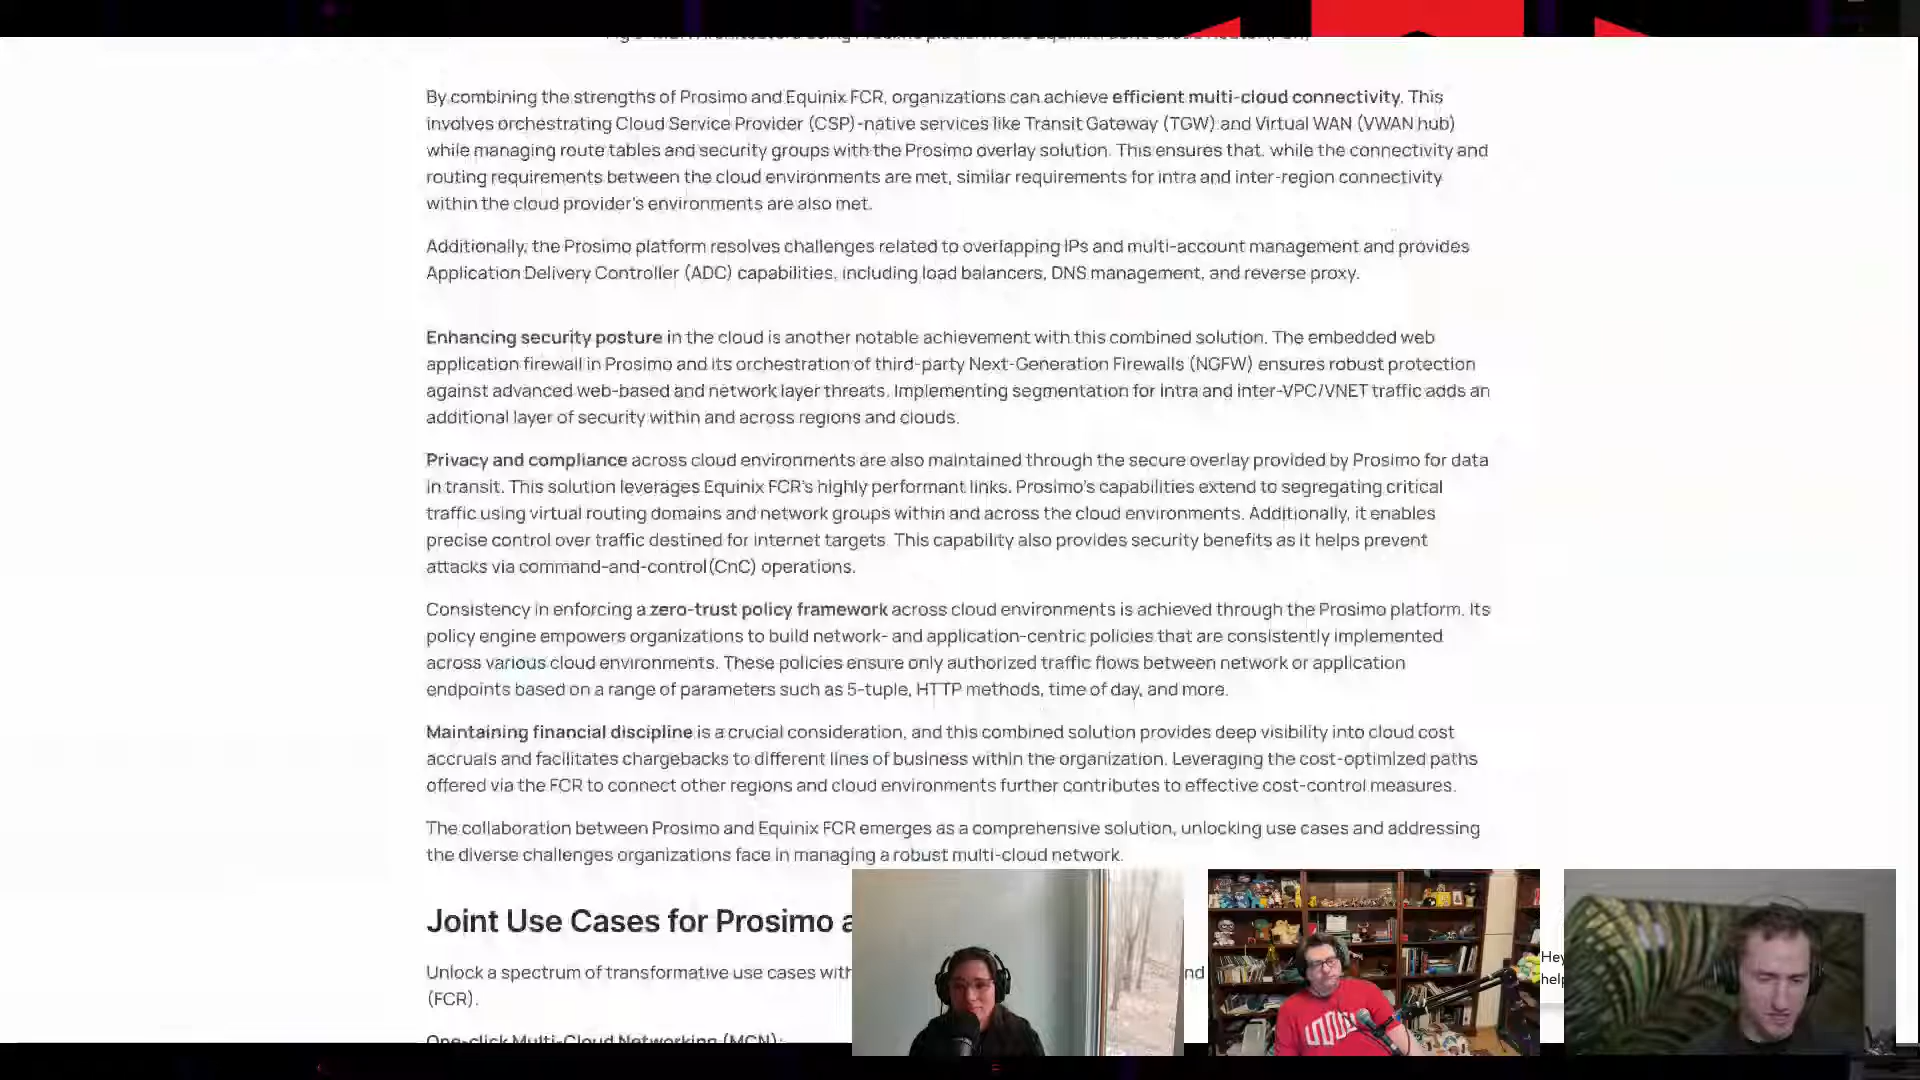 By combining the strengths of Prosimo and Equinix FCR, organizations can achieve efficient multi-cloud connectivity. This
involves orchestrating Cloud Service Provider (CSP)-native services like Transit Gateway (TGW) and Virtual WAN (VWAN hub)
while managing route tables and security groups with the Prosimo overlay solution. This ensures that, while the connectivity and
routing requirements between the cloud environments are met, similar requirements for intra and inter-region connectivity
within the cloud provider's environments are also met.
Additionally, the Prosimo platform resolves challenges related to overlapping IPs and multi-account management and provides
Application Delivery Controller (ADC) capabilities, including load balancers, DNS management, and reverse proxy.
Enhancing security posture in the cloud is another notable achievement with this combined solution. The embedded web
application firewall in Prosimo and its orchestration of third-party Next-Generation Firewalls (NGFW) ensures robust protection
against advanced web-based and network layer threats. Implementing segmentation for intra and inter-VPC/VNET traffic adds an
additional layer of security within and across regions and clouds.
Privacy and compliance across cloud environments are also maintained through the secure overlay provided by Prosimo for data
in transit. This solution leverages Equinix FCR's highly performant links. Prosimo's capabilities extend to segregating critical
traffic using virtual routing domains and network groups within and across the cloud environments. Additionally, it enables
precise control over traffic destined for internet targets. This capability also provides security benefits as it helps prevent
attacks via command-and-control(CnC) operations.
Consistency in enforcing a zero-trust policy framework across cloud environments is achieved through the Prosimo platform. Its
policy engine empowers organizations to build network- and application-centric policies that are consistently implemented
across various cloud environments. These policies ensure only authorized traffic flows between network or application
endpoints based on a range of parameters such as 5-tuple, HTTP methods, time of day, and more.
Maintaining financial discipline is a crucial consideration, and this combined solution provides deep visibility into cloud cost
accruals and facilitates chargebacks to different lines of business within the organization. Leveraging the cost-optimized paths
offered via the FCR to connect other regions and cloud environments further contributes to effective cost-control measures.
The collaboration between Prosimo and Equinix FCR emerges as a comprehensive solution, unlocking use cases and addressing
the diverse challenges organizations face in managing a robust multi-cloud network.
Joint Use Cases for Prosimo a
Unlock a spectrum of transformative use cases with nd
(FCR).
Hey
help
One-click Multi-Cloud Networking (MCN):